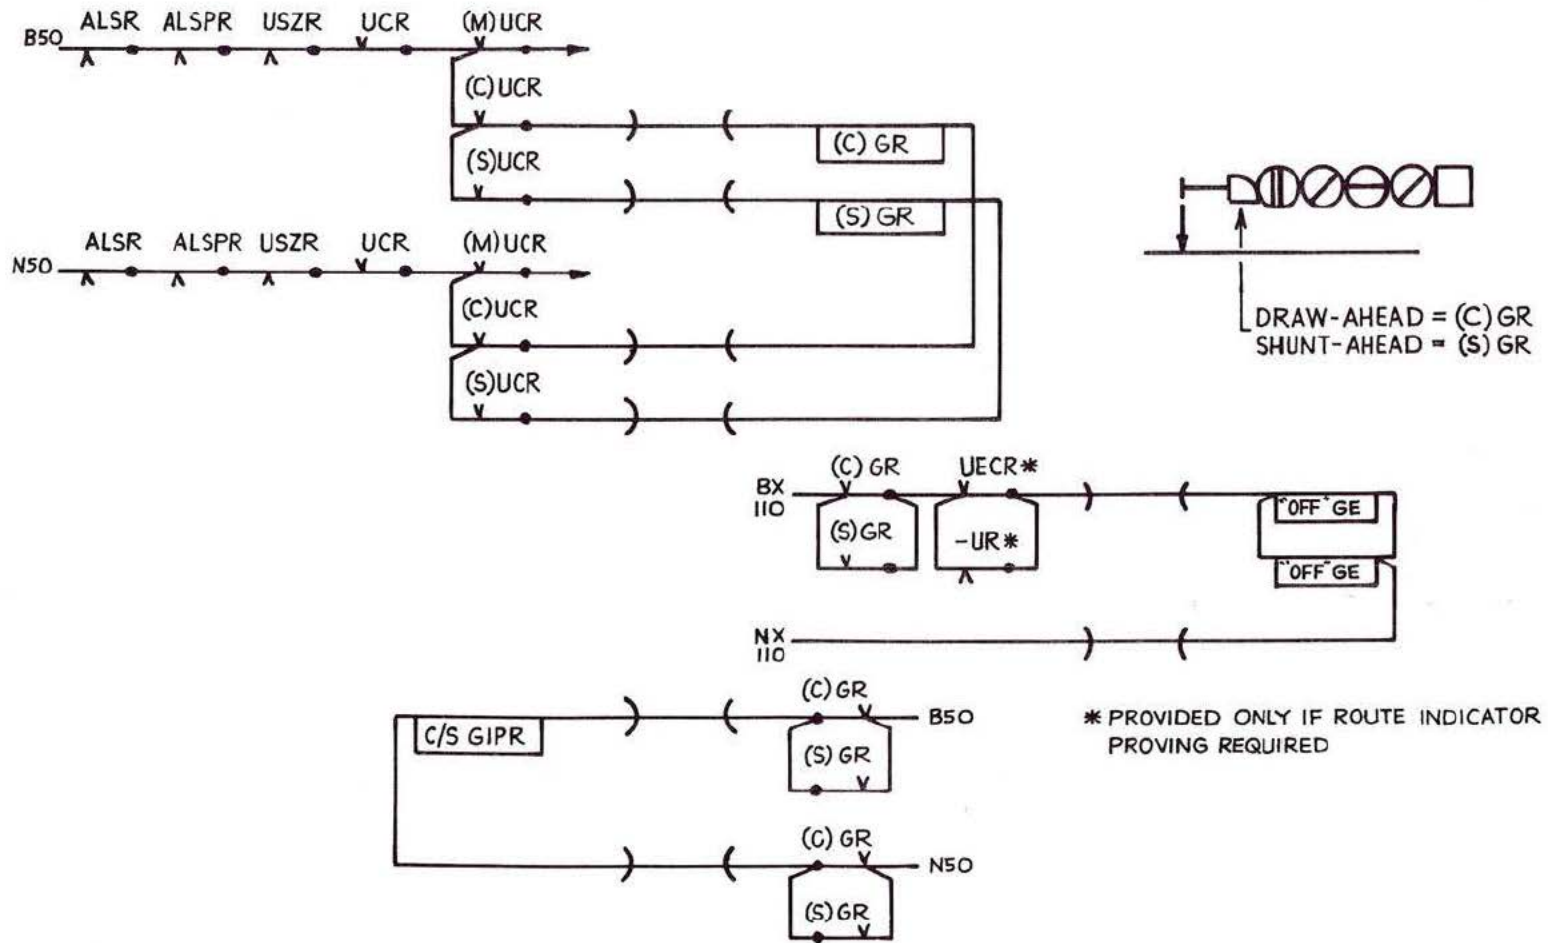 ALSR ALSPR USZR UCR (M)UCR
B50
(C)UCR
(C) GR
(S)UCR
(S) GR
ALSR ALSPR USZR UCR (M)UCR
N50
(C)UCR
(S)UCR
DRAW-AHEAD = (C) GR
SHUNT-AHEAD = (S) GR
(C) GR UECR*
BX
110
"OFF" GE
(S) GR -UR*
"OFF" GE
NX
110
(C) GR
B50
C/S GIPR
(S) GR
* PROVIDED ONLY IF ROUTE INDICATOR
PROVING REQUIRED
(C) GR
N50
(S) GR